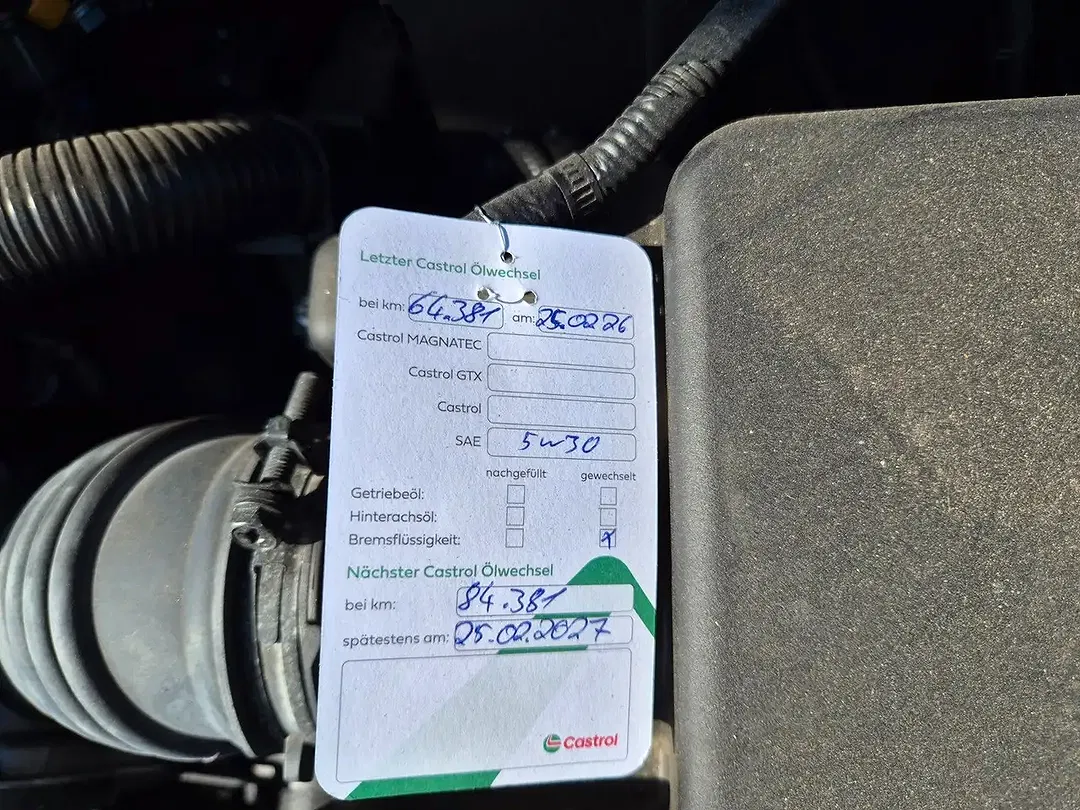 Letzter Castrol Ölwechsel
bei km: 64.381 am: 25.02 26
Castrol MAGNATEC
Castrol GTX
Castrol
SAE 5w30
nachgefüllt gewechselt
Getriebeöl:
Hinterachsöl:
Bremsflüssigkeit: x
Nächster Castrol Ölwechsel
bei km: 84.381
spätestens am: 25.02.2027
Castrol